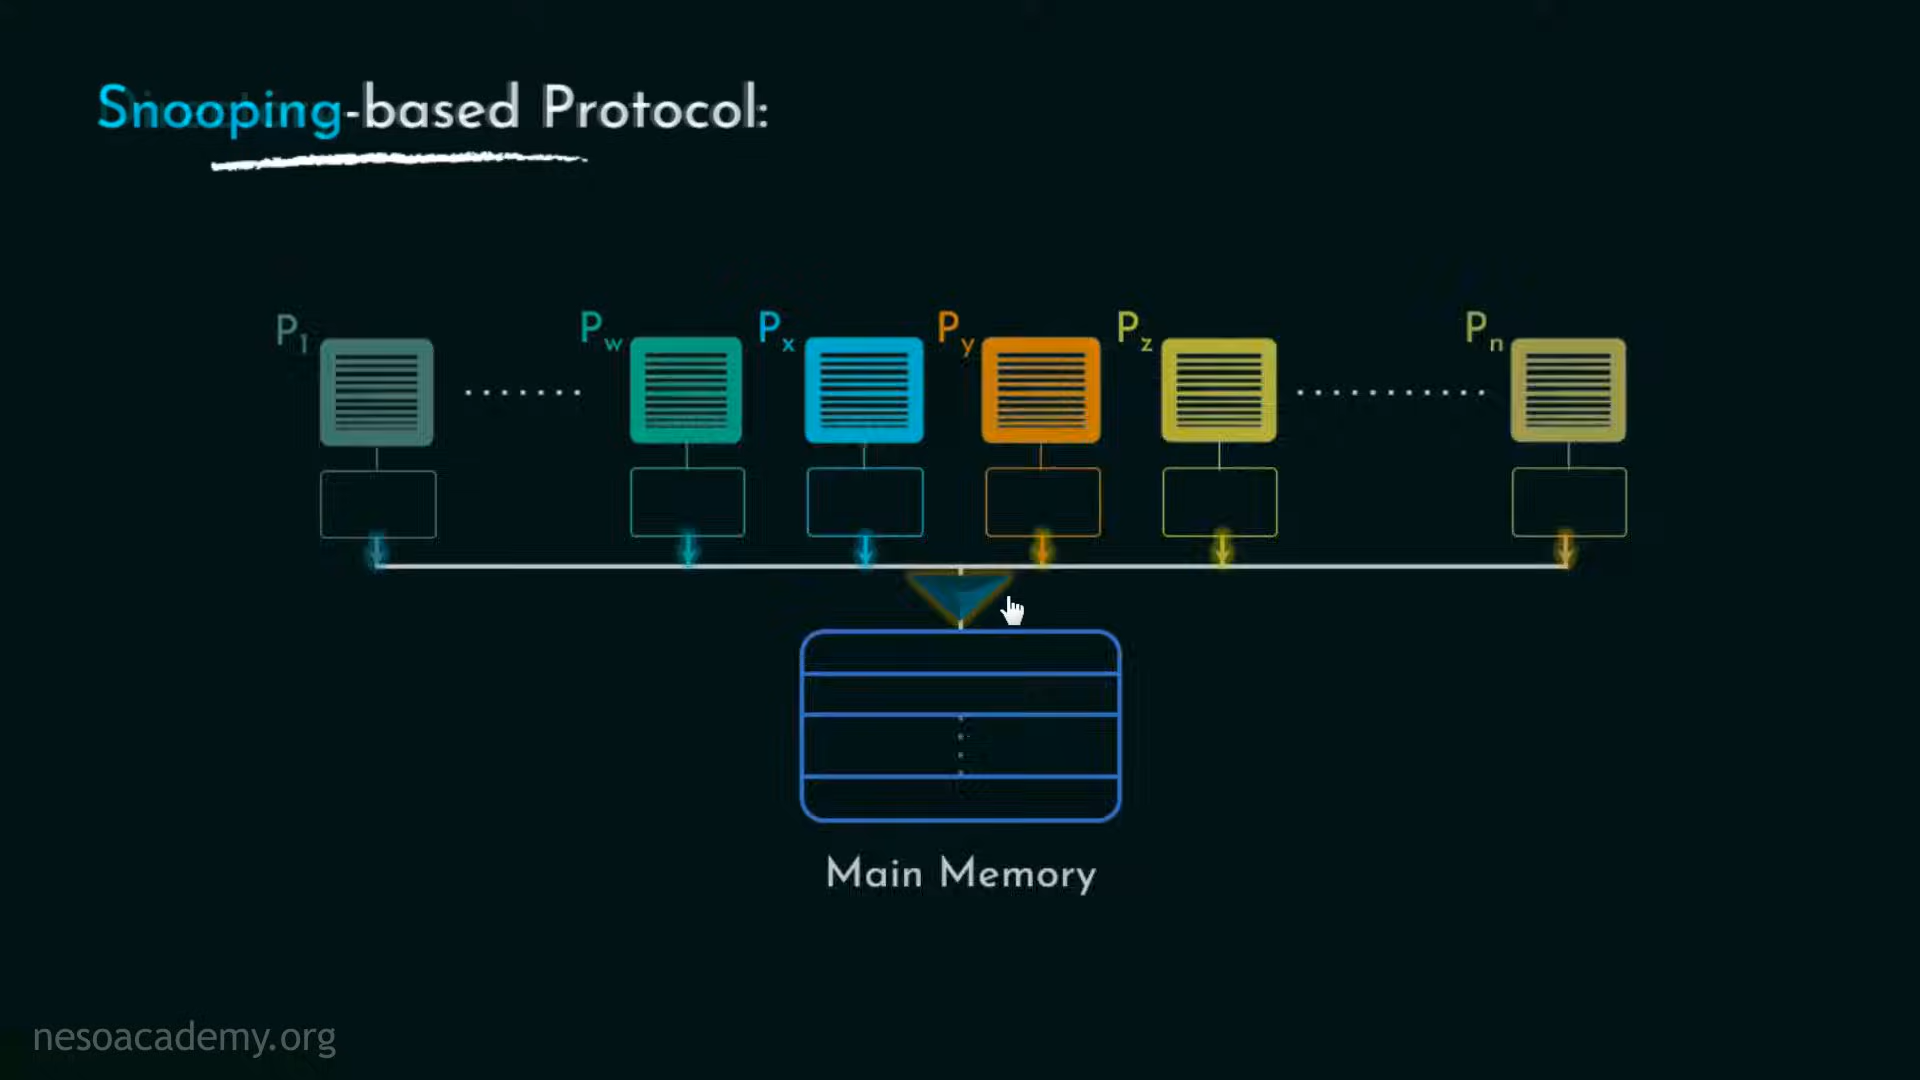 Snooping-based Protocol:
P1 Pw Px Py Pz Pn
Main Memory
nesoacademy.org